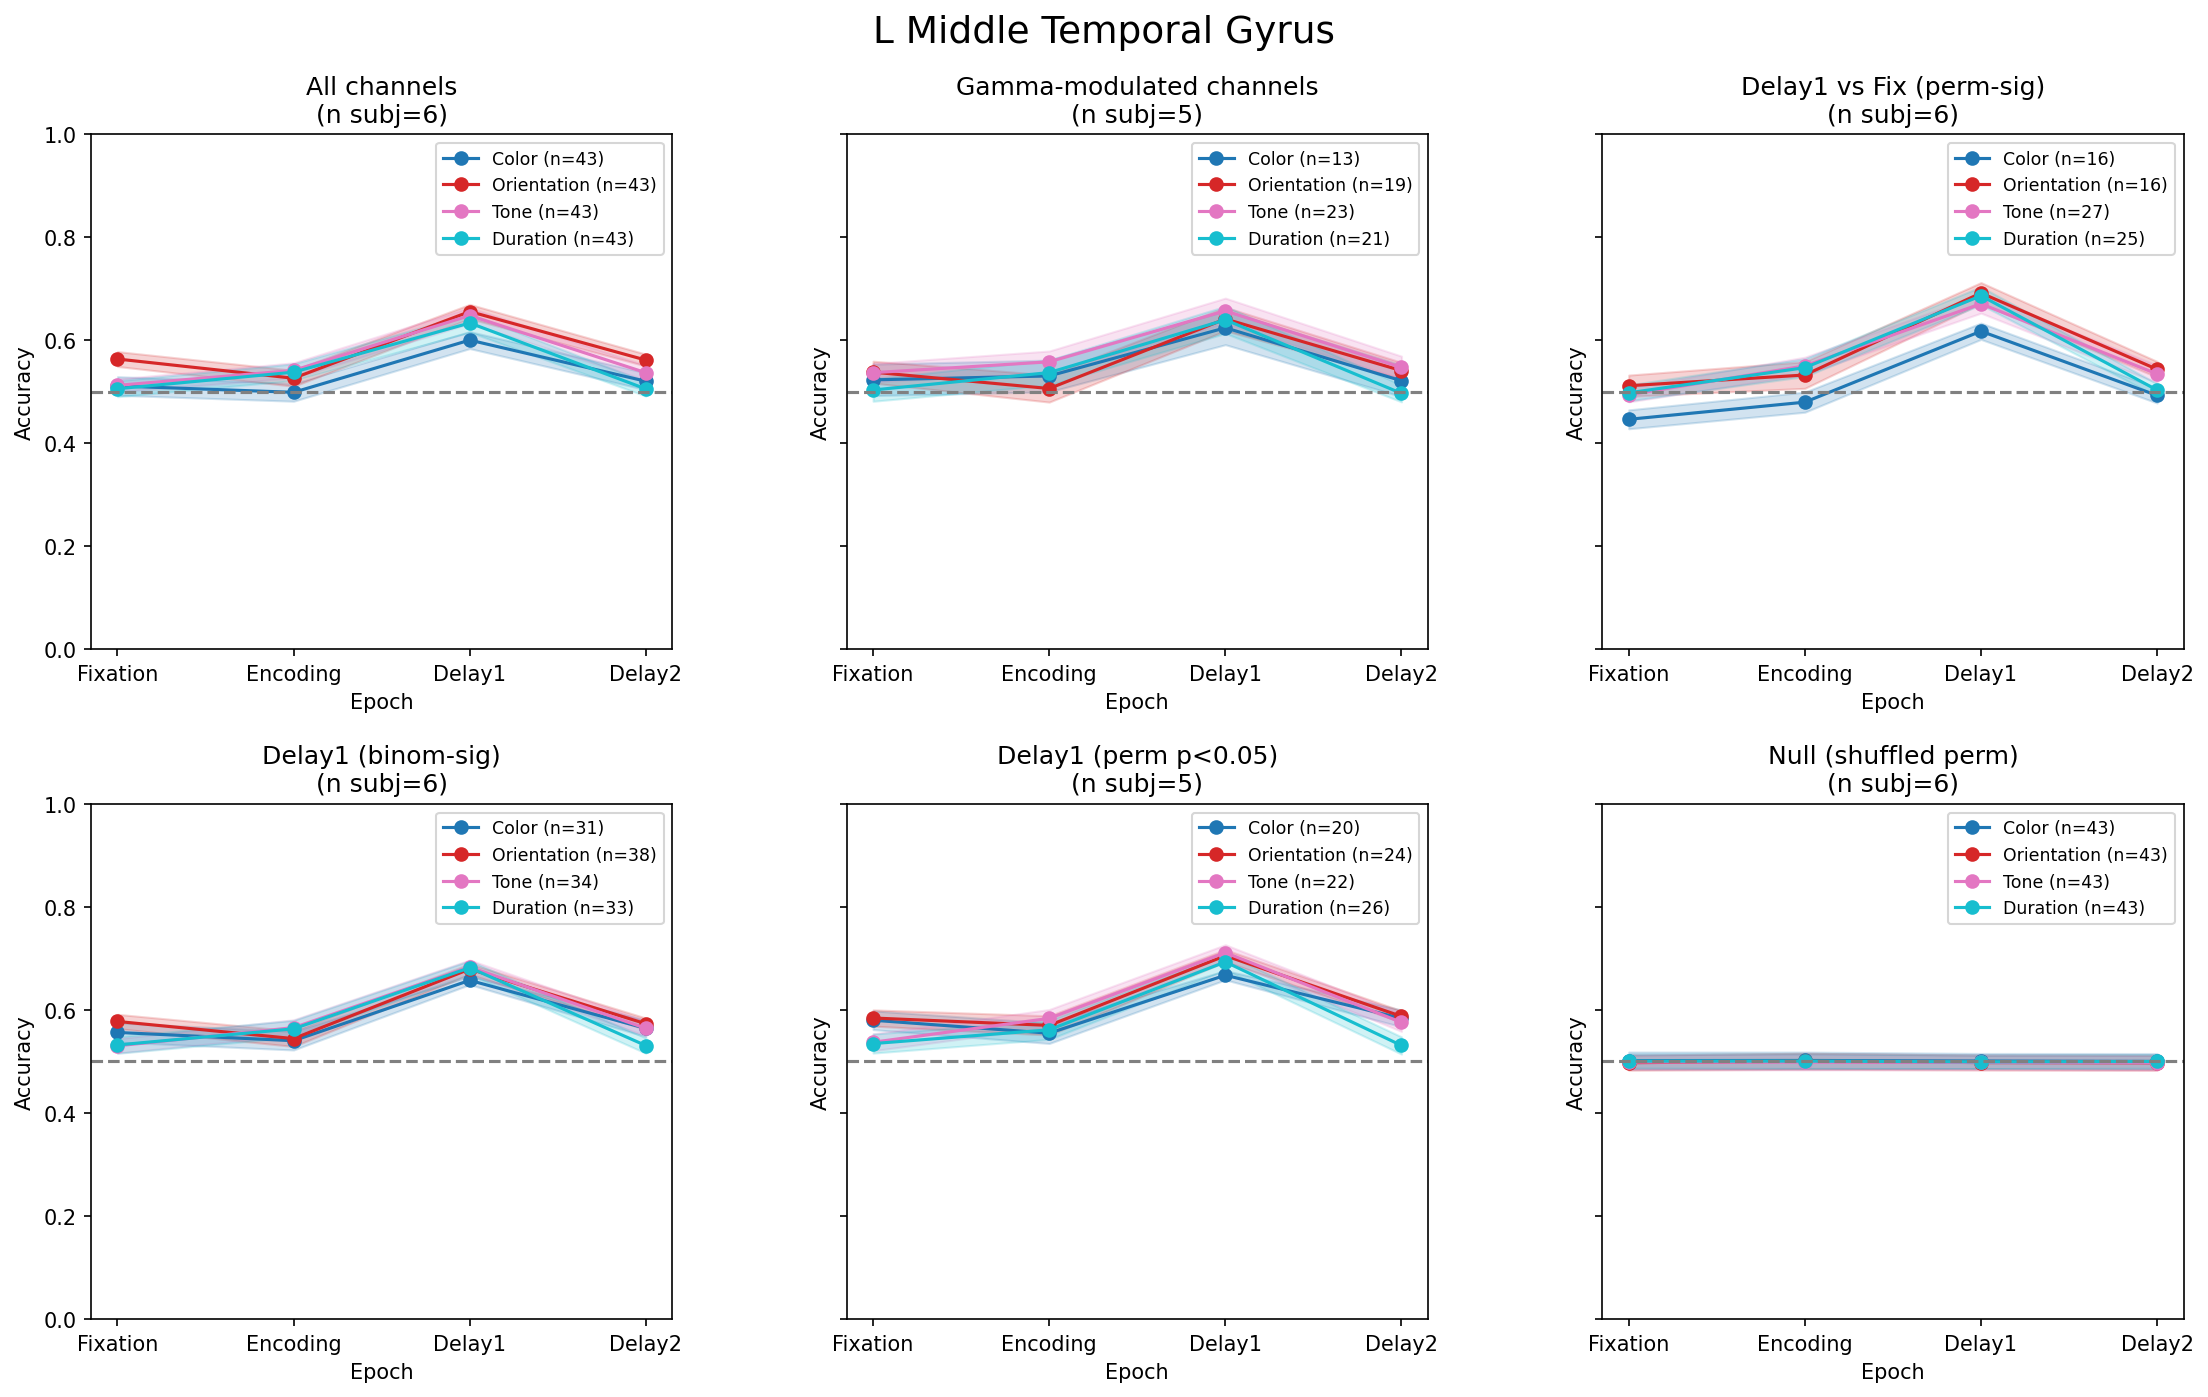 L Middle Temporal Gyrus
All channels
(n subj=6)
1.0
0.8
0.6
0.4
0.2
0.0
Accuracy
Color (n=43)
Orientation (n=43)
Tone (n=43)
Duration (n=43)
Fixation Encoding Delay1 Delay2
Epoch
Gamma-modulated channels
(n subj=5)
Accuracy
Color (n=13)
Orientation (n=19)
Tone (n=23)
Duration (n=21)
Fixation Encoding Delay1 Delay2
Epoch
Delay1 vs Fix (perm-sig)
(n subj=6)
Accuracy
Color (n=16)
Orientation (n=16)
Tone (n=27)
Duration (n=25)
Fixation Encoding Delay1 Delay2
Epoch
Delay1 (binom-sig)
(n subj=6)
1.0
0.8
0.6
0.4
0.2
0.0
Accuracy
Color (n=31)
Orientation (n=38)
Tone (n=34)
Duration (n=33)
Fixation Encoding Delay1 Delay2
Epoch
Delay1 (perm p<0.05)
(n subj=5)
Accuracy
Color (n=20)
Orientation (n=24)
Tone (n=22)
Duration (n=26)
Fixation Encoding Delay1 Delay2
Epoch
Null (shuffled perm)
(n subj=6)
Accuracy
Color (n=43)
Orientation (n=43)
Tone (n=43)
Duration (n=43)
Fixation Encoding Delay1 Delay2
Epoch